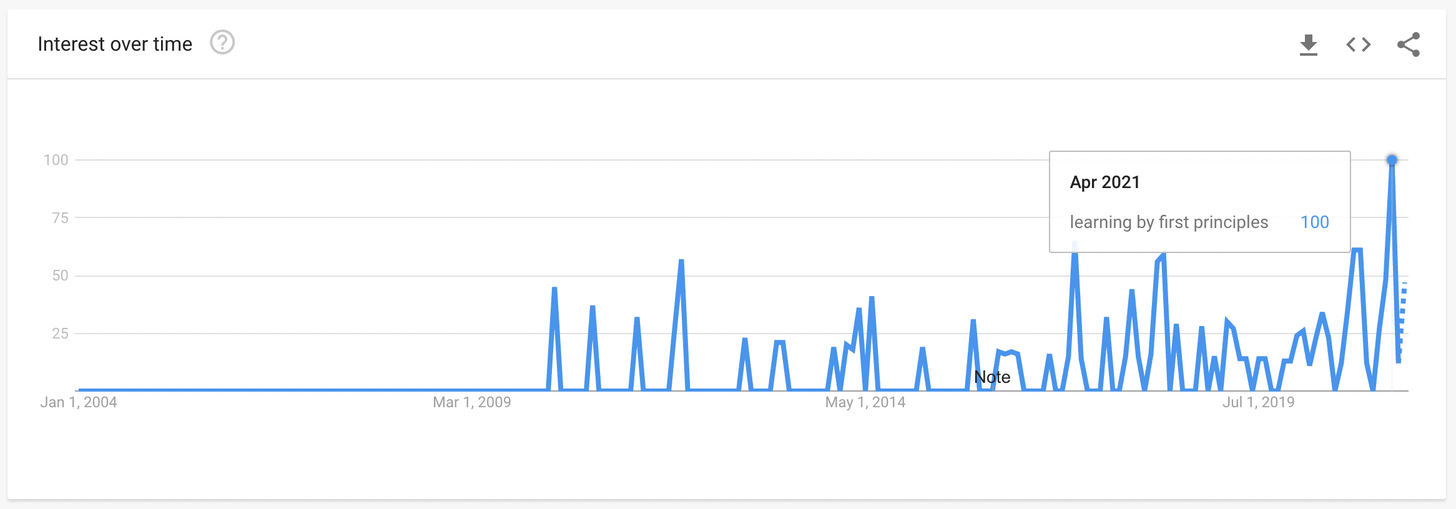 Interest over time ?
100
75
50
25
Apr 2021
learning by first principles 100
Note
Jan 1, 2004 Mar 1, 2009 May 1, 2014 Jul 1, 2019